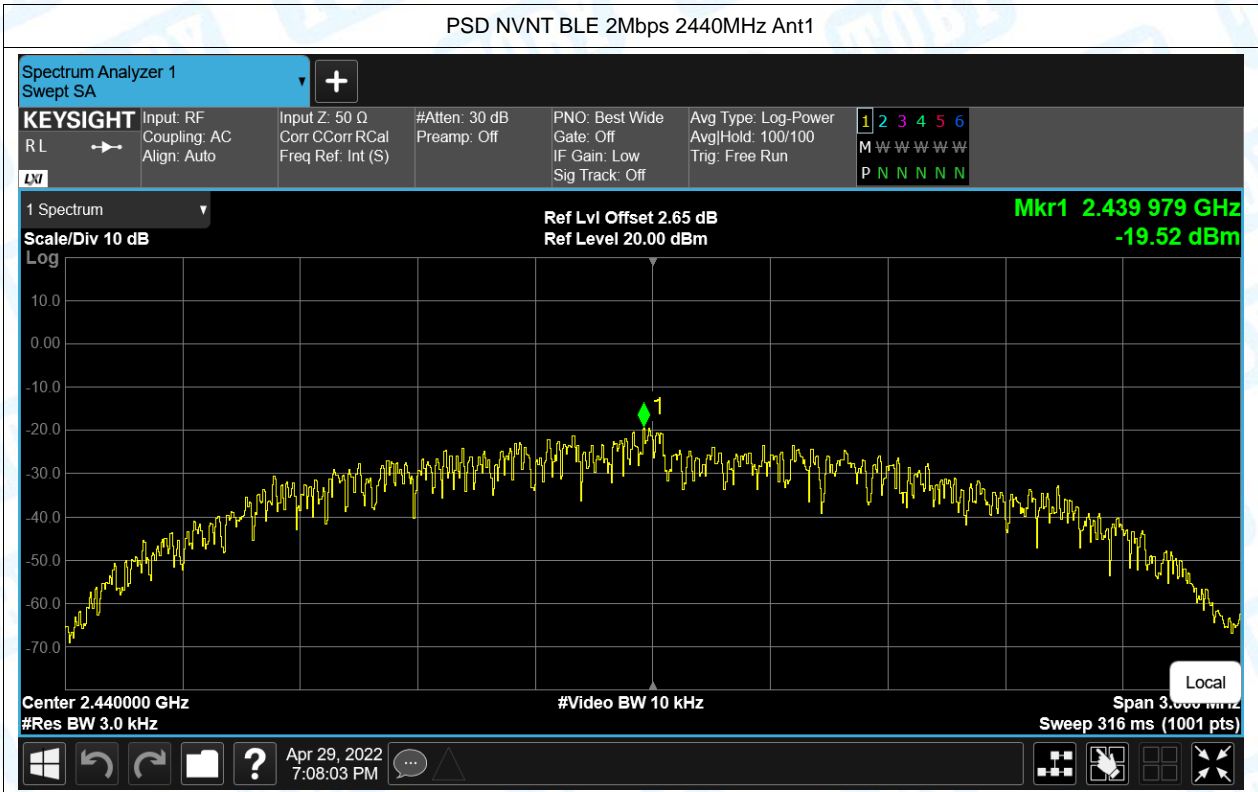 PSD NVNT BLE 2Mbps 2440MHz Ant1
Spectrum Analyzer 1
Swept SA
KEYSIGHT
R L
LXI
Input: RF
Coupling: AC
Align: Auto
Input Z: 50 Ω
Corr CCorr RCal
Freq Ref: Int (S)
#Atten: 30 dB
Preamp: Off
PNO: Best Wide
Gate: Off
IF Gain: Low
Sig Track: Off
Avg Type: Log-Power
Avg|Hold: 100/100
Trig: Free Run
1 2 3 4 5 6
M W W W W W
P N N N N N
1 Spectrum
Scale/Div 10 dB
Ref Lvl Offset 2.65 dB
Ref Level 20.00 dBm
Mkr1 2.439 979 GHz
-19.52 dBm
Log
10.0
0.00
-10.0
-20.0
-30.0
-40.0
-50.0
-60.0
-70.0
1
Center 2.440000 GHz
#Res BW 3.0 kHz
#Video BW 10 kHz
Local
Span 3.000 MHz
Sweep 316 ms (1001 pts)
?
Apr 29, 2022
7:08:03 PM